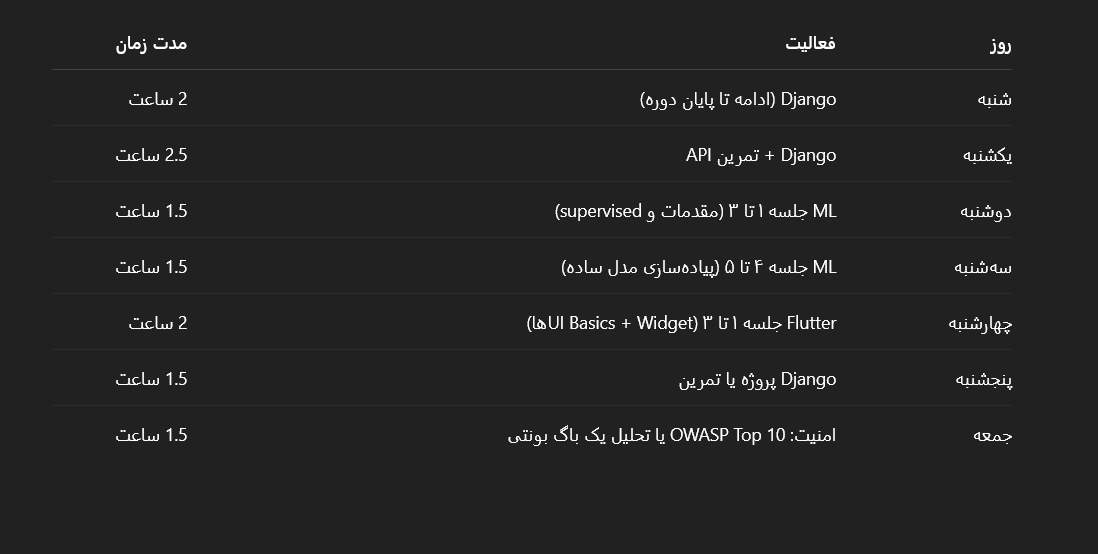 روز فعالیت مدت زمان
شنبه Django (ادامه تا پایان دوره) 2 ساعت
یکشنبه Django + تمرین API 2.5 ساعت
دوشنبه ML جلسه ۱ تا ۳ (مقدمات و supervised) 1.5 ساعت
سه‌شنبه ML جلسه ۴ تا ۵ (پیاده‌سازی مدل ساده) 1.5 ساعت
چهارشنبه Flutter جلسه ۱ تا ۳ (UI Basics + Widgetها) 2 ساعت
پنجشنبه Django پروژه یا تمرین 1.5 ساعت
جمعه امنیت: OWASP Top 10 یا تحلیل یک باگ بونتی 1.5 ساعت